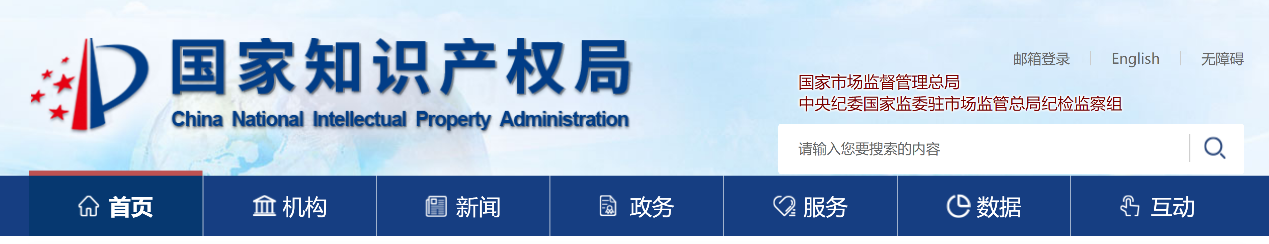 国家知识产权局
China National Intellectual Property Administration
邮箱登录 English 无障碍
国家市场监督管理总局
中央纪委国家监委驻市场监管总局纪检监察组
请输入您要搜索的内容
首页 机构 新闻 政务 服务 数据 互动